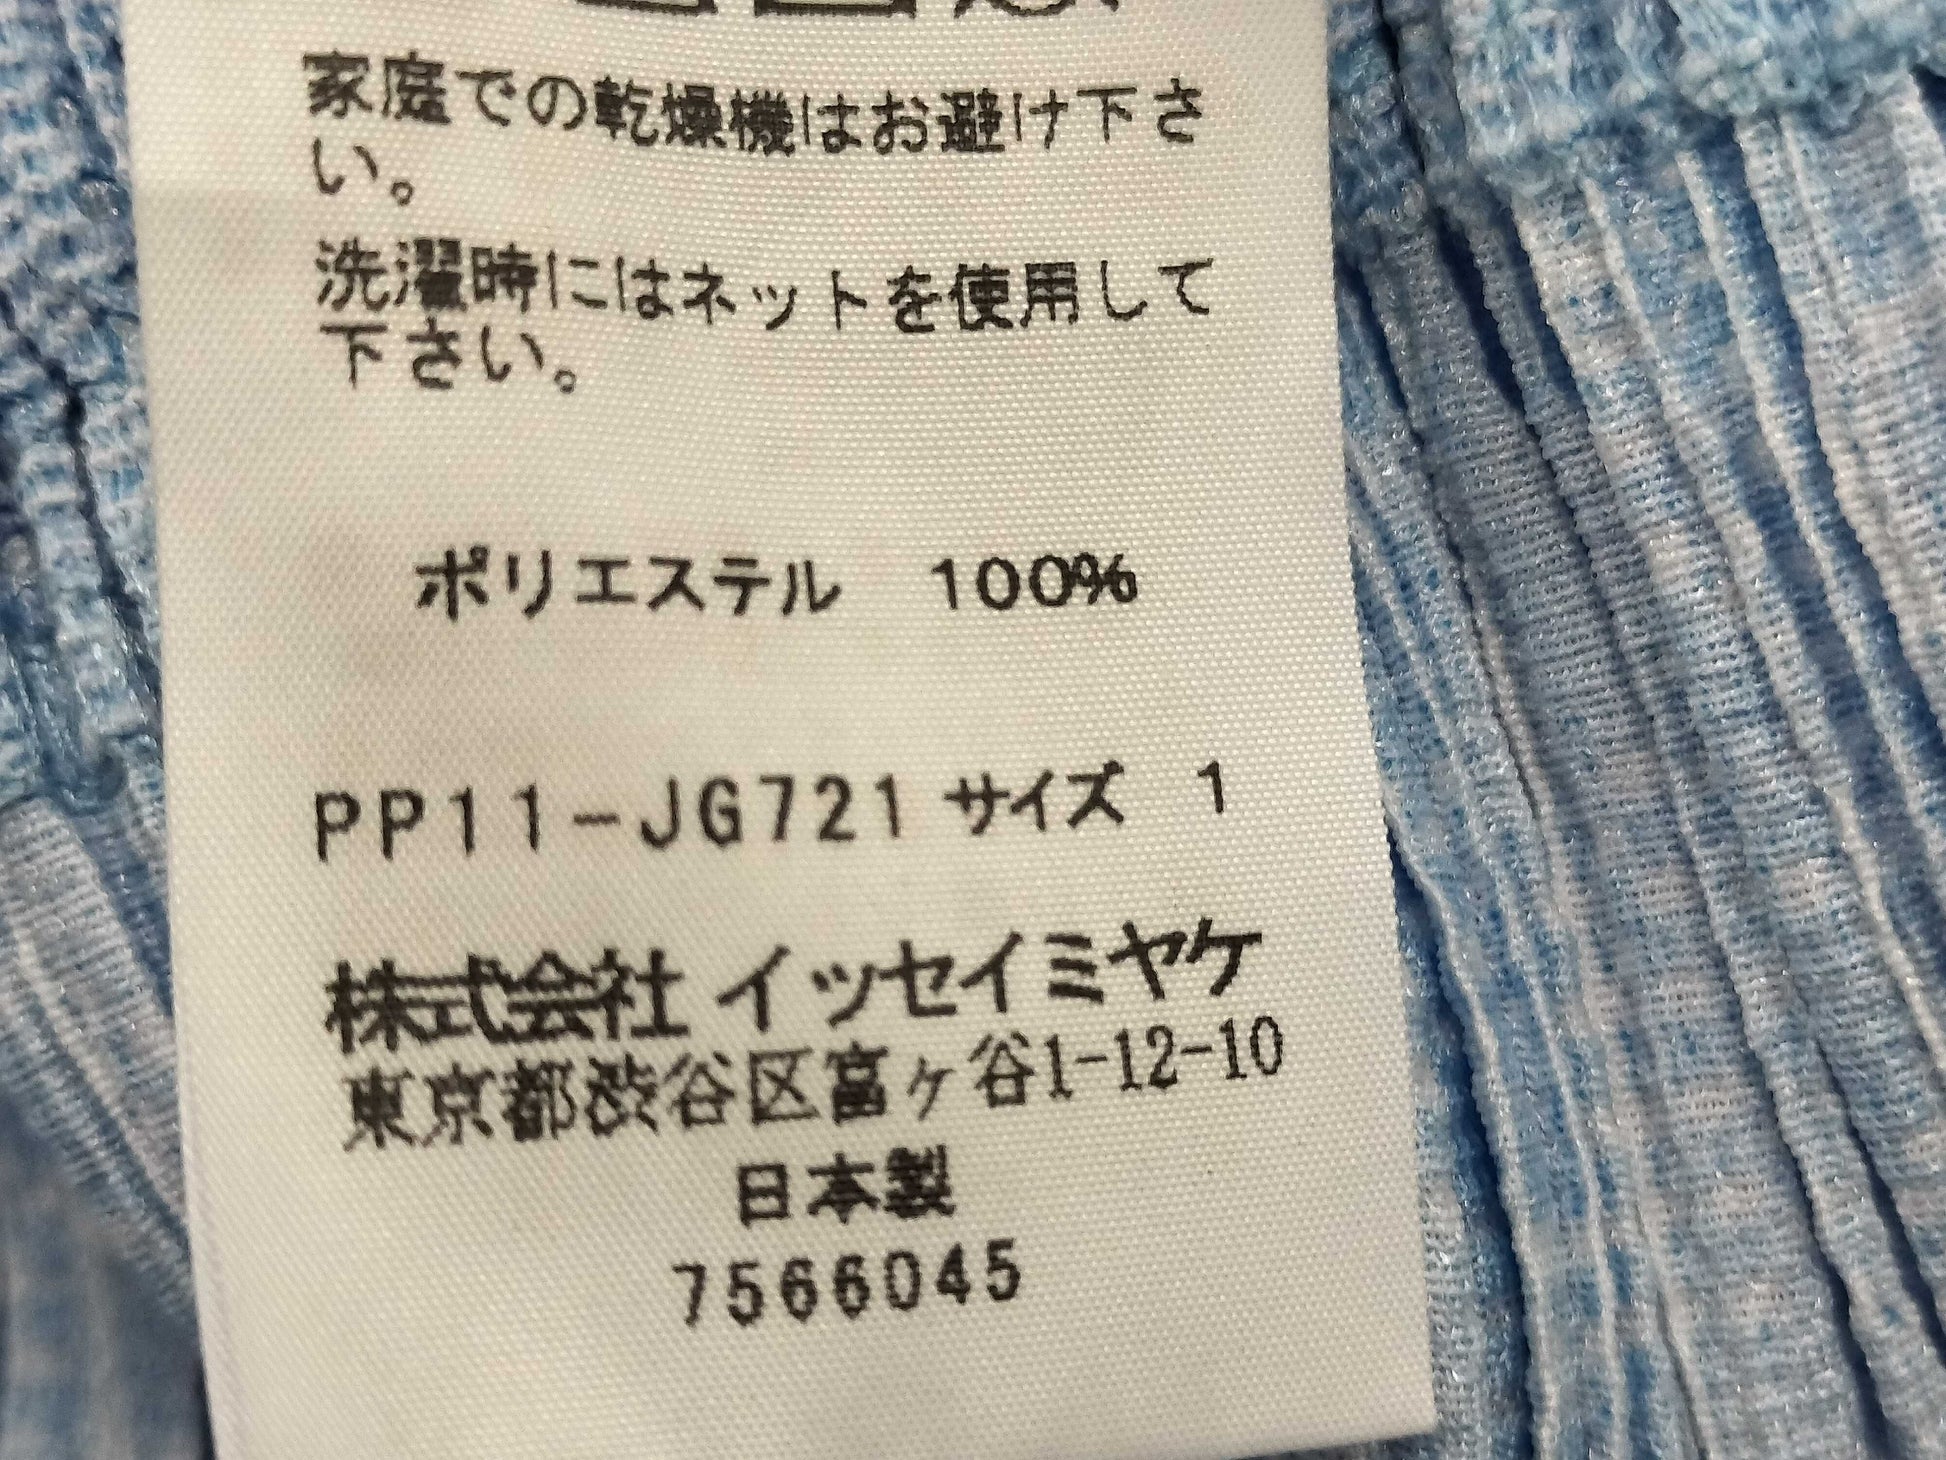 家庭での乾燥機はお避け下さ
い。
洗濯時にはネットを使用して
下さい。
ポリエステル 100%
PP11-JG721 サイズ 1
株式会社 イッセイミヤケ
東京都渋谷区富ヶ谷1-12-10
日本製
7566045